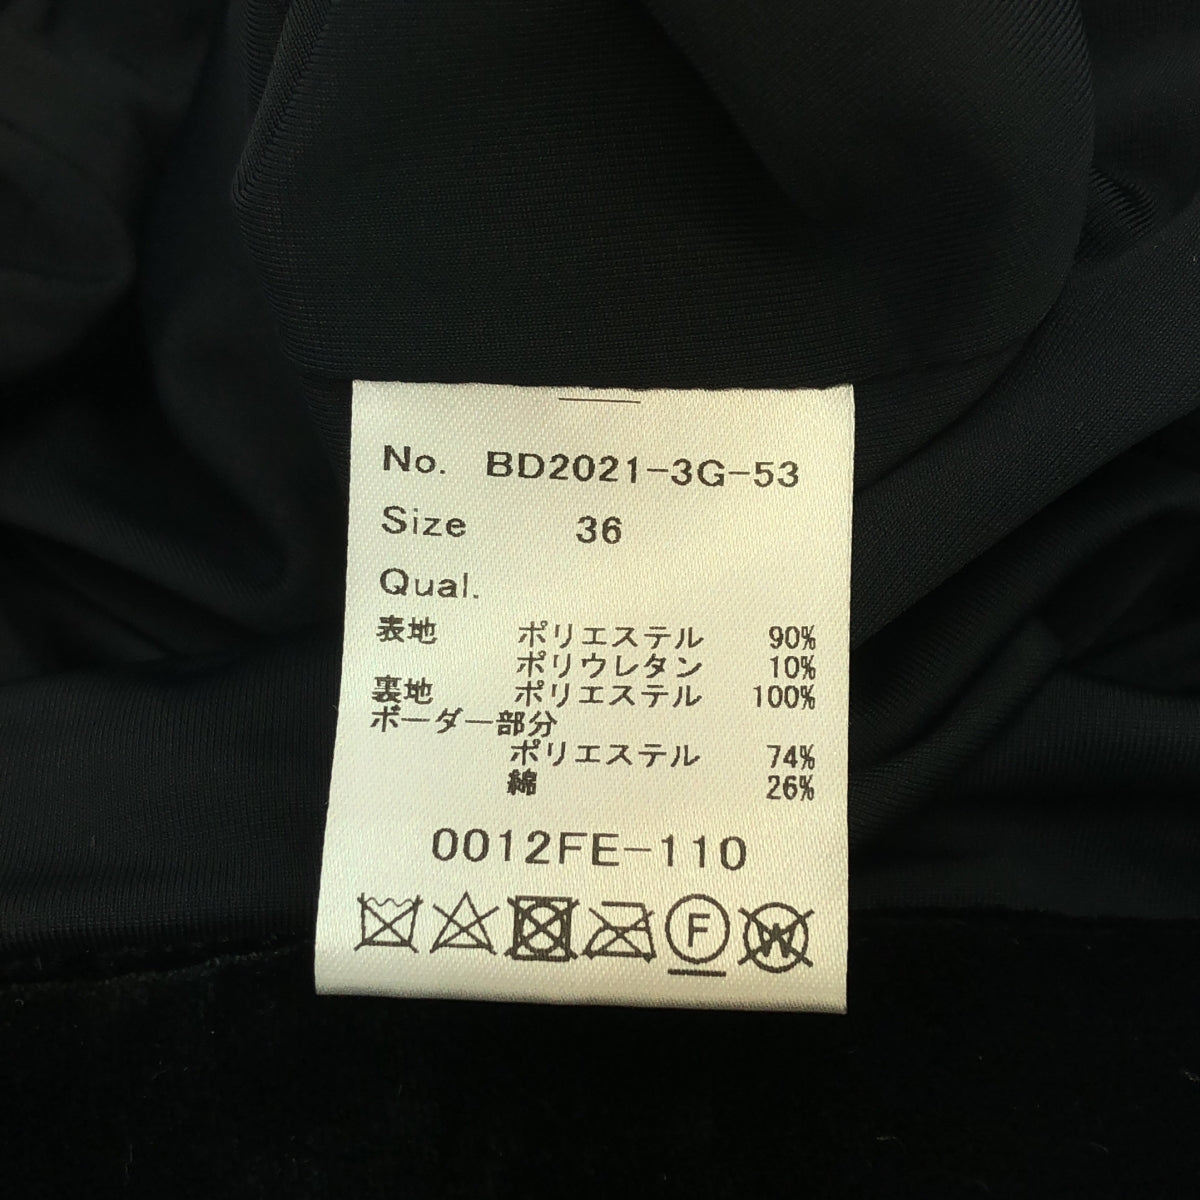 No. BD2021-3G-53
Size 36
Qual.
表地 ポリエステル 90%
ポリウレタン 10%
裏地 ポリエステル 100%
ボーダー部分
ポリエステル 74%
綿 26%
0012FE-110
F W